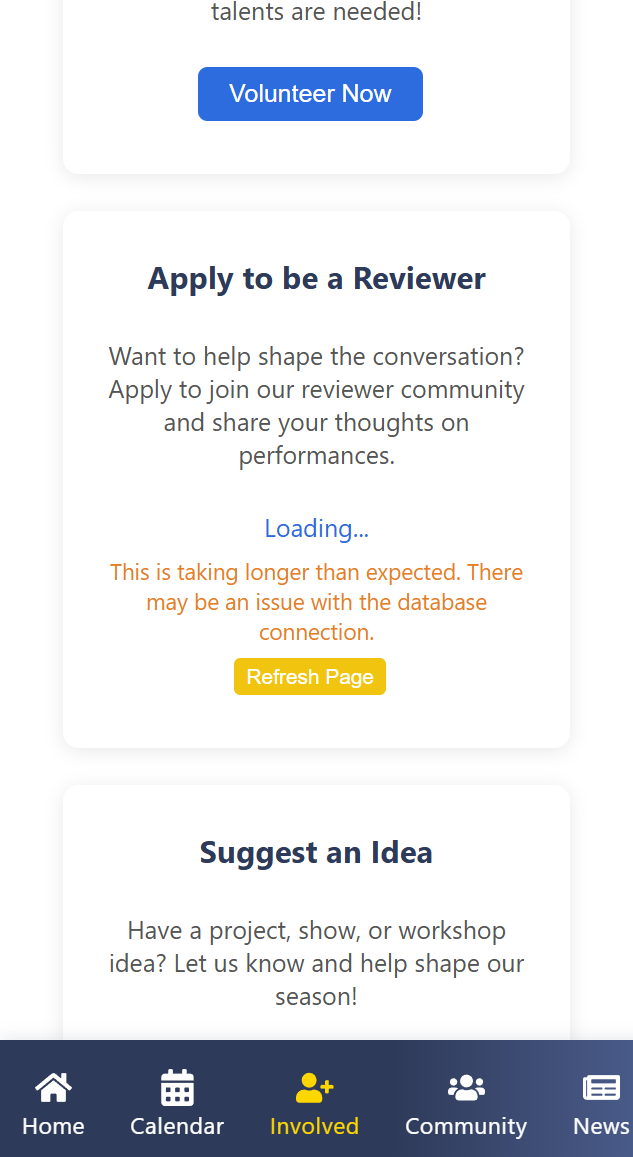 talents are needed!
Volunteer Now
Apply to be a Reviewer
Want to help shape the conversation?
Apply to join our reviewer community
and share your thoughts on
performances.
Loading...
This is taking longer than expected. There
may be an issue with the database
connection.
Refresh Page
Suggest an Idea
Have a project, show, or workshop
idea? Let us know and help shape our
season!
Home Calendar Involved Community News